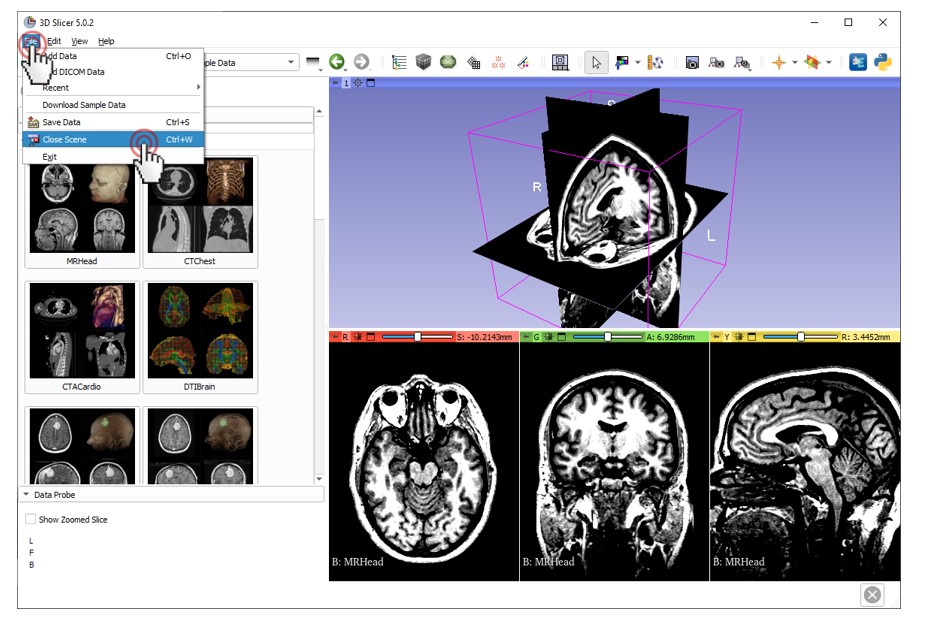 3D Slicer 5.0.2
File Edit View Help
Add Data Ctrl+O
Add DICOM Data
Recent
Download Sample Data
Save Data Ctrl+S
Close Scene Ctrl+W
Exit
ple Data
1
S
R
L
MRHead
CTChest
CTACardio
DTIBrain
R S: -10.2143mm
G A: 6.9286mm
Y R: 3.4452mm
B: MRHead
B: MRHead
B: MRHead
Data Probe
Show Zoomed Slice
L
F
B